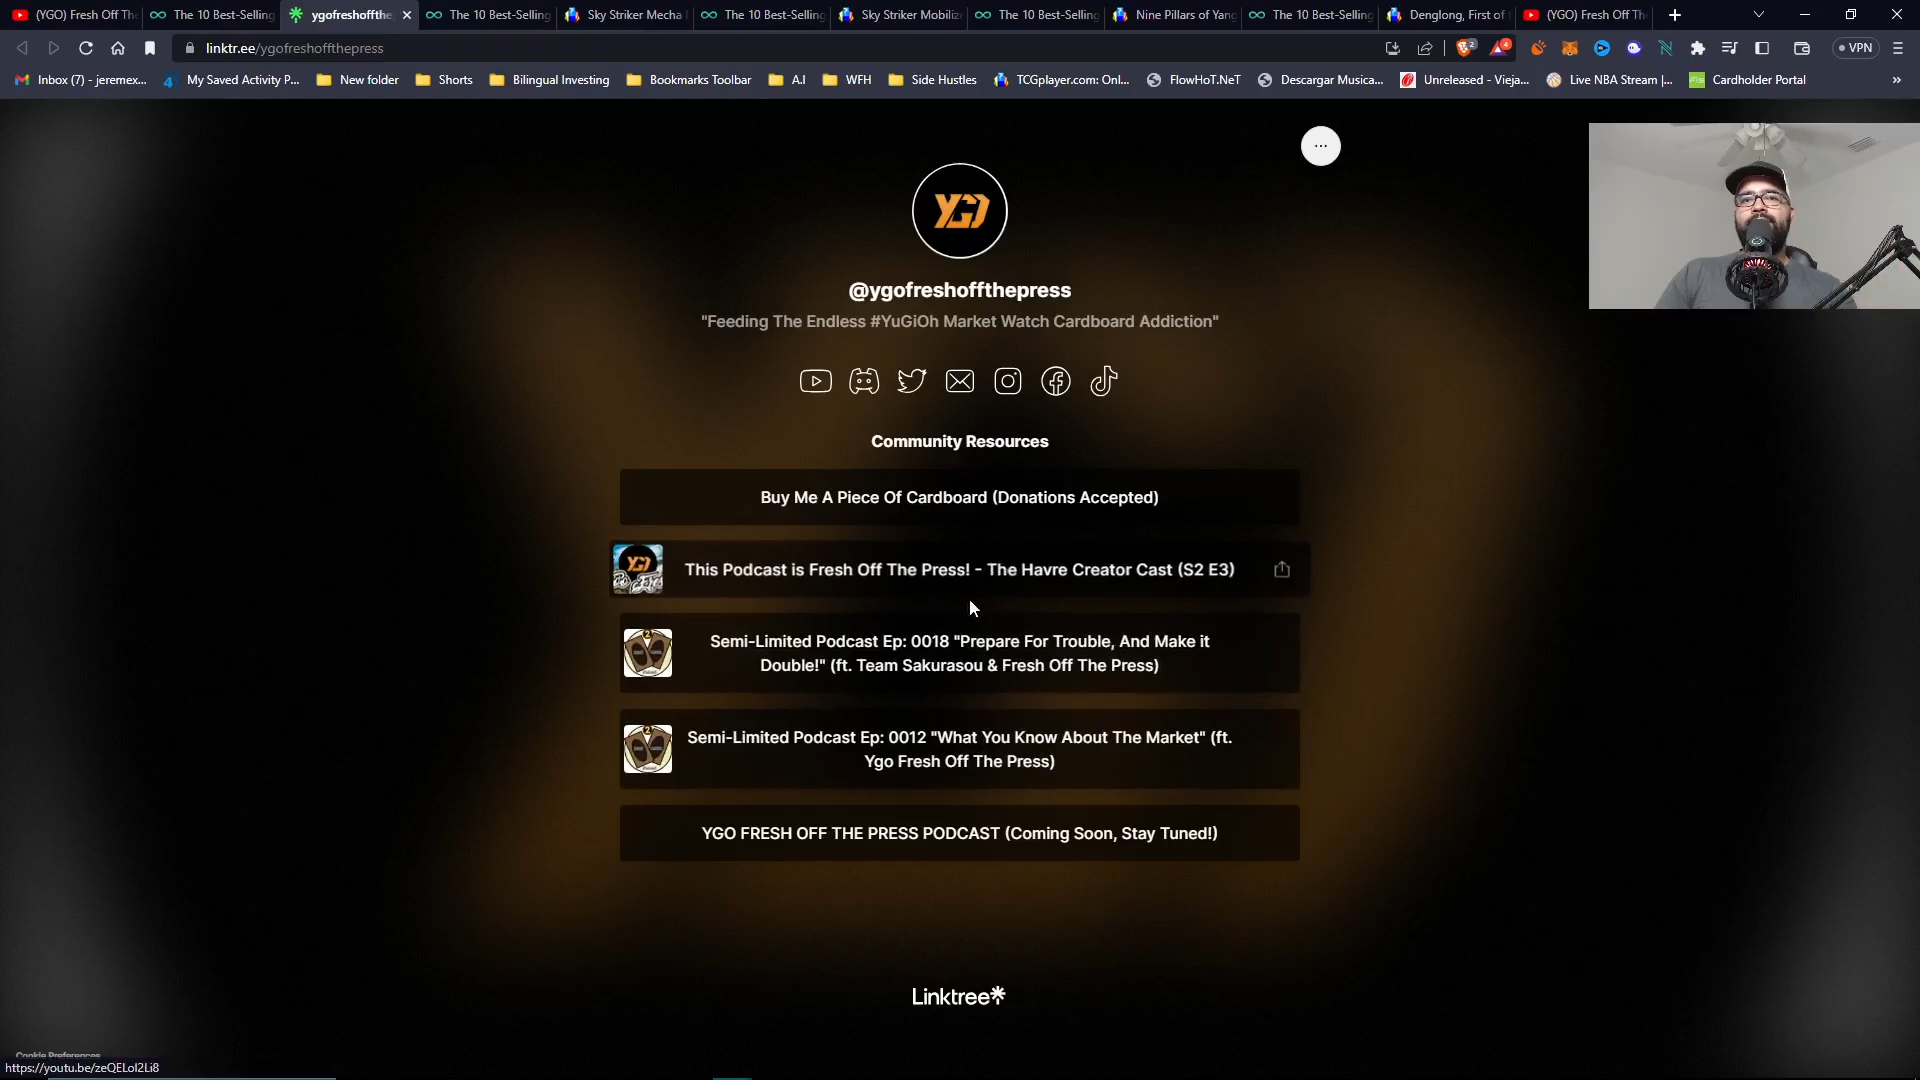 (YGO) Fresh Off The
The 10 Best-Selling
ygofreshoffthe
The 10 Best-Selling
Sky Striker Mecha
The 10 Best-Selling
Sky Striker Mobilize
The 10 Best-Selling
Nine Pillars of Yang
The 10 Best-Selling
Denglong, First of
(YGO) Fresh Off Th
linktr.ee/ygofreshoffthepress
2
4
VPN
Inbox (7) - jeremex...
My Saved Activity P...
New folder
Shorts
Bilingual Investing
Bookmarks Toolbar
A.I
WFH
Side Hustles
TCGplayer.com: Onl...
FlowHoT.NeT
Descargar Musica...
Unreleased - Vieja...
Live NBA Stream |...
Cardholder Portal
YGO
@ygofreshoffthepress
"Feeding The Endless #YuGiOh Market Watch Cardboard Addiction"
Community Resources
Buy Me A Piece Of Cardboard (Donations Accepted)
YGO
This Podcast is Fresh Off The Press! - The Havre Creator Cast (S2 E3)
Semi-Limited Podcast Ep: 0018 "Prepare For Trouble, And Make it
Double!" (ft. Team Sakurasou & Fresh Off The Press)
Semi-Limited Podcast Ep: 0012 "What You Know About The Market" (ft.
Ygo Fresh Off The Press)
YGO FRESH OFF THE PRESS PODCAST (Coming Soon, Stay Tuned!)
Linktree
Cookie Preferences
https://youtu.be/zeQELoI2Li8